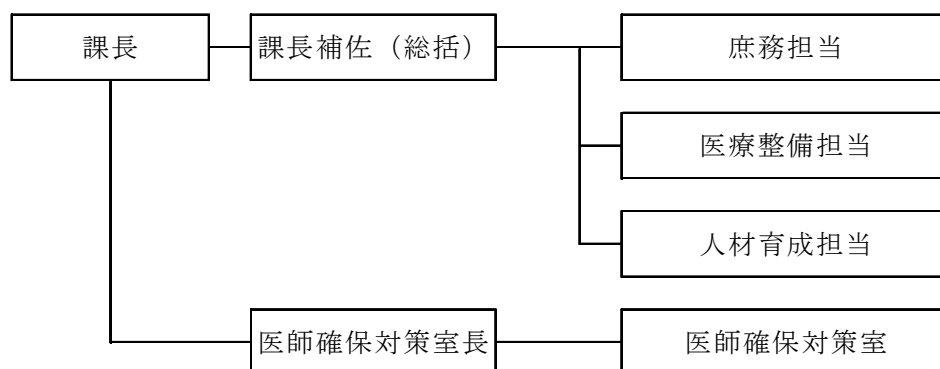 課長
課長補佐（総括）
庶務担当
医療整備担当
人材育成担当
医師確保対策室長
医師確保対策室